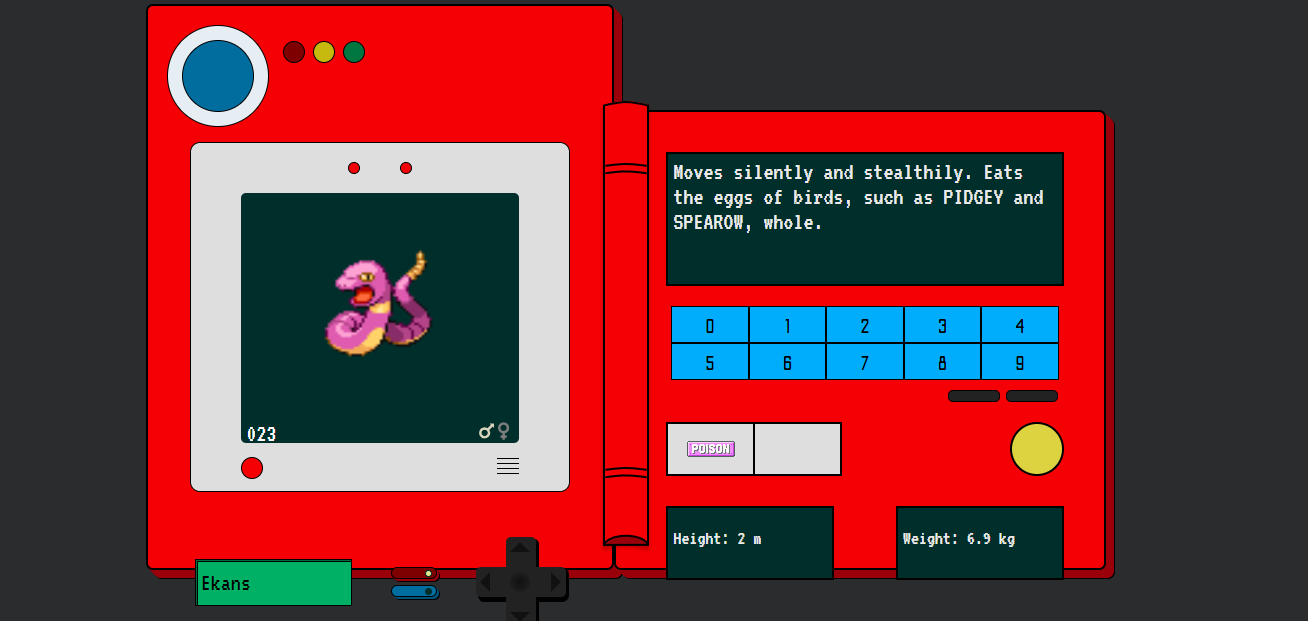 Moves silently and stealthily. Eats
the eggs of birds, such as PIDGEY and
SPEAROW, whole.
0 1 2 3 4
5 6 7 8 9
023 ♂♀
POISON
Height: 2 m
Weight: 6.9 kg
Ekans